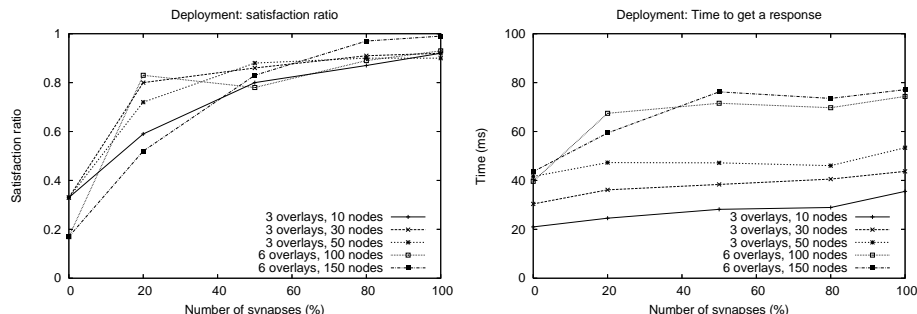 Deployment: satisfaction ratio
1
0.8
0.6
0.4
0.2
0
Satisfaction ratio
3 overlays, 10 nodes
3 overlays, 30 nodes
3 overlays, 50 nodes
6 overlays, 100 nodes
6 overlays, 150 nodes
0 20 40 60 80 100
Number of synapses (%)
Deployment: Time to get a response
100
80
60
40
20
0
Time (ms)
3 overlays, 10 nodes
3 overlays, 30 nodes
3 overlays, 50 nodes
6 overlays, 100 nodes
6 overlays, 150 nodes
0 20 40 60 80 100
Number of synapses (%)